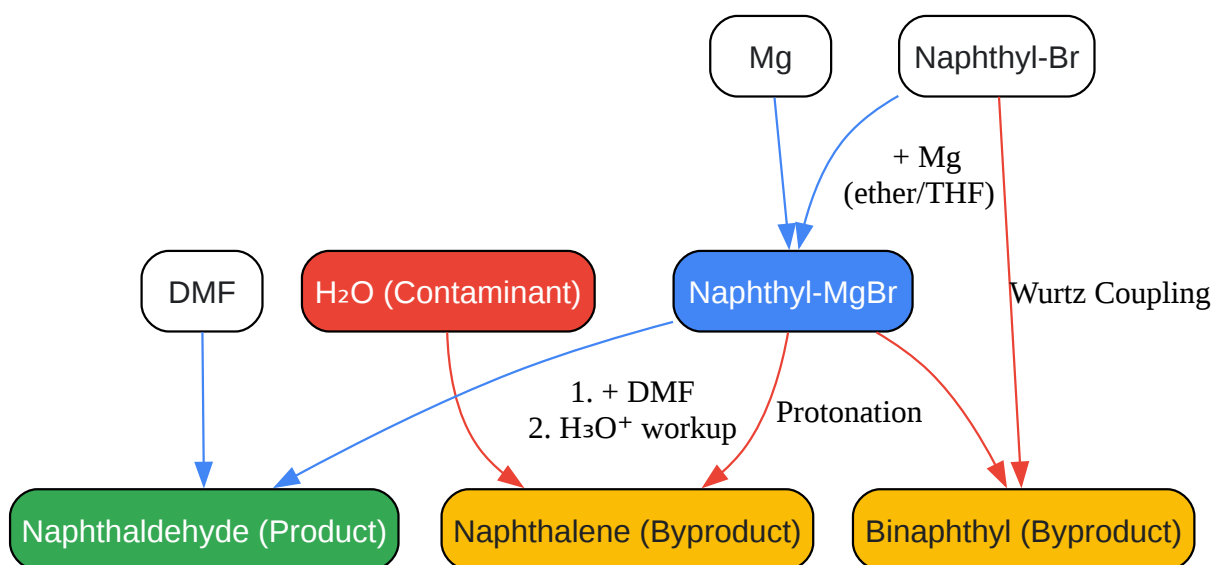 Mg
Naphthyl-Br
+ Mg
(ether/THF)
DMF
H₂O (Contaminant)
Naphthyl-MgBr
Wurtz Coupling
1. + DMF
2. H₃O⁺ workup
Protonation
Naphthaldehyde (Product)
Naphthalene (Byproduct)
Binaphthyl (Byproduct)